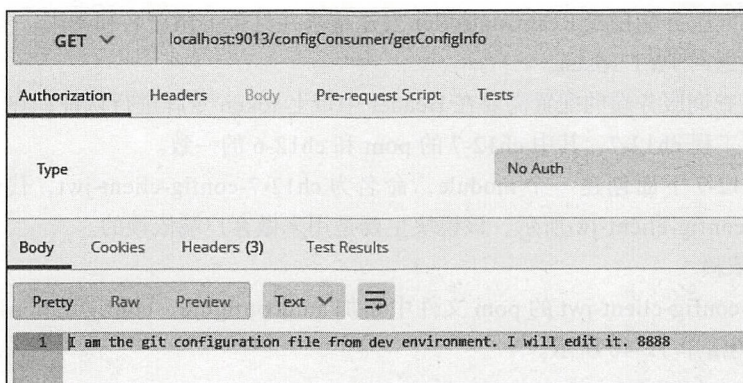 GET localhost:9013/configConsumer/getConfigInfo
Authorization Headers Body Pre-request Script Tests
Type No Auth
Body Cookies Headers (3) Test Results
Pretty Raw Preview Text
1 I am the git configuration file from dev environment. I will edit it. 8888